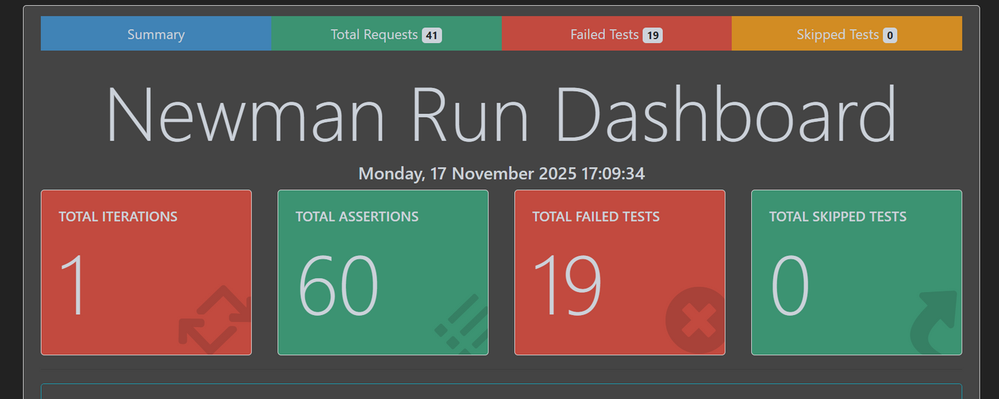 Summary Total Requests 41 Failed Tests 19 Skipped Tests 0
Newman Run Dashboard
Monday, 17 November 2025 17:09:34
TOTAL ITERATIONS TOTAL ASSERTIONS TOTAL FAILED TESTS TOTAL SKIPPED TESTS
1 60 19 0